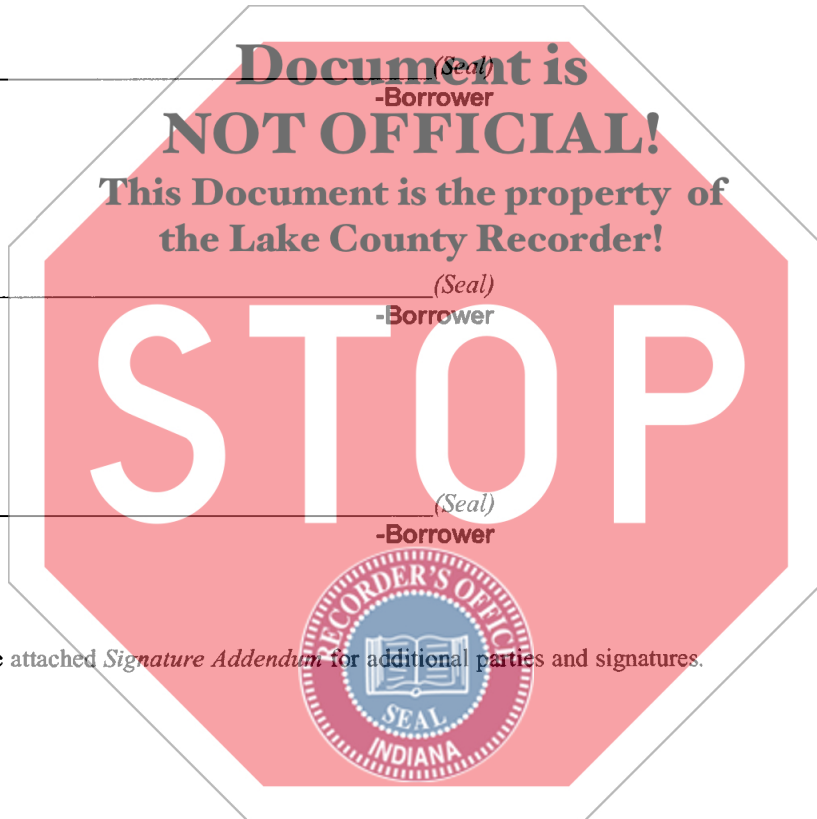 Document is
(Seal)
-Borrower
NOT OFFICIAL!
This Document is the property of
the Lake County Recorder!
(Seal)
-Borrower
STOP
(Seal)
-Borrower
RECORDER'S OFFICE
attached Signature Addendum for additional parties and signatures.
SEAL
INDIANA